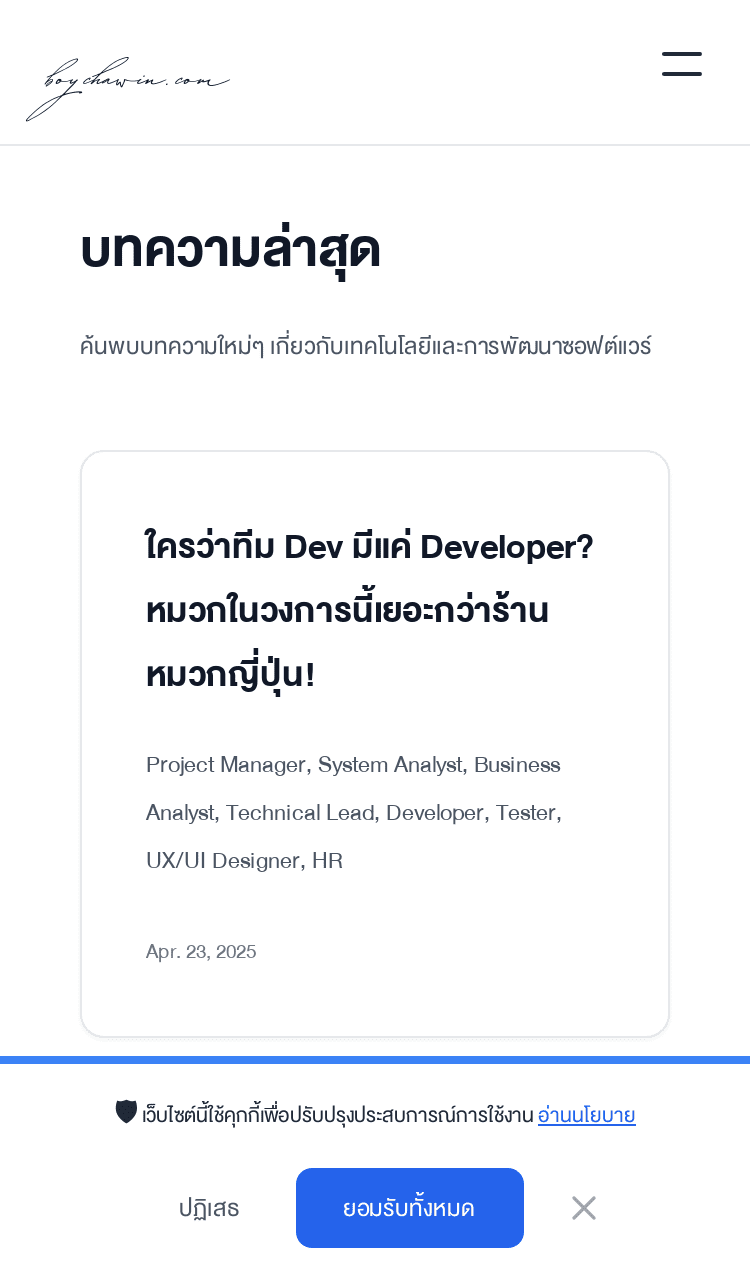 boychawin.com
บทความล่าสุด
ค้นพบบทความใหม่ๆ เกี่ยวกับเทคโนโลยีและการพัฒนาซอฟต์แวร์
ใครว่าทีม Dev มีแค่ Developer?
หมวกในวงการนี้เยอะกว่าร้าน
หมวกญี่ปุ่น!
Project Manager, System Analyst, Business
Analyst, Technical Lead, Developer, Tester,
UX/UI Designer, HR
Apr. 23, 2025
เว็บไซต์นี้ใช้คุกกี้เพื่อปรับปรุงประสบการณ์การใช้งาน อ่านนโยบาย
ปฏิเสธ
ยอมรับทั้งหมด